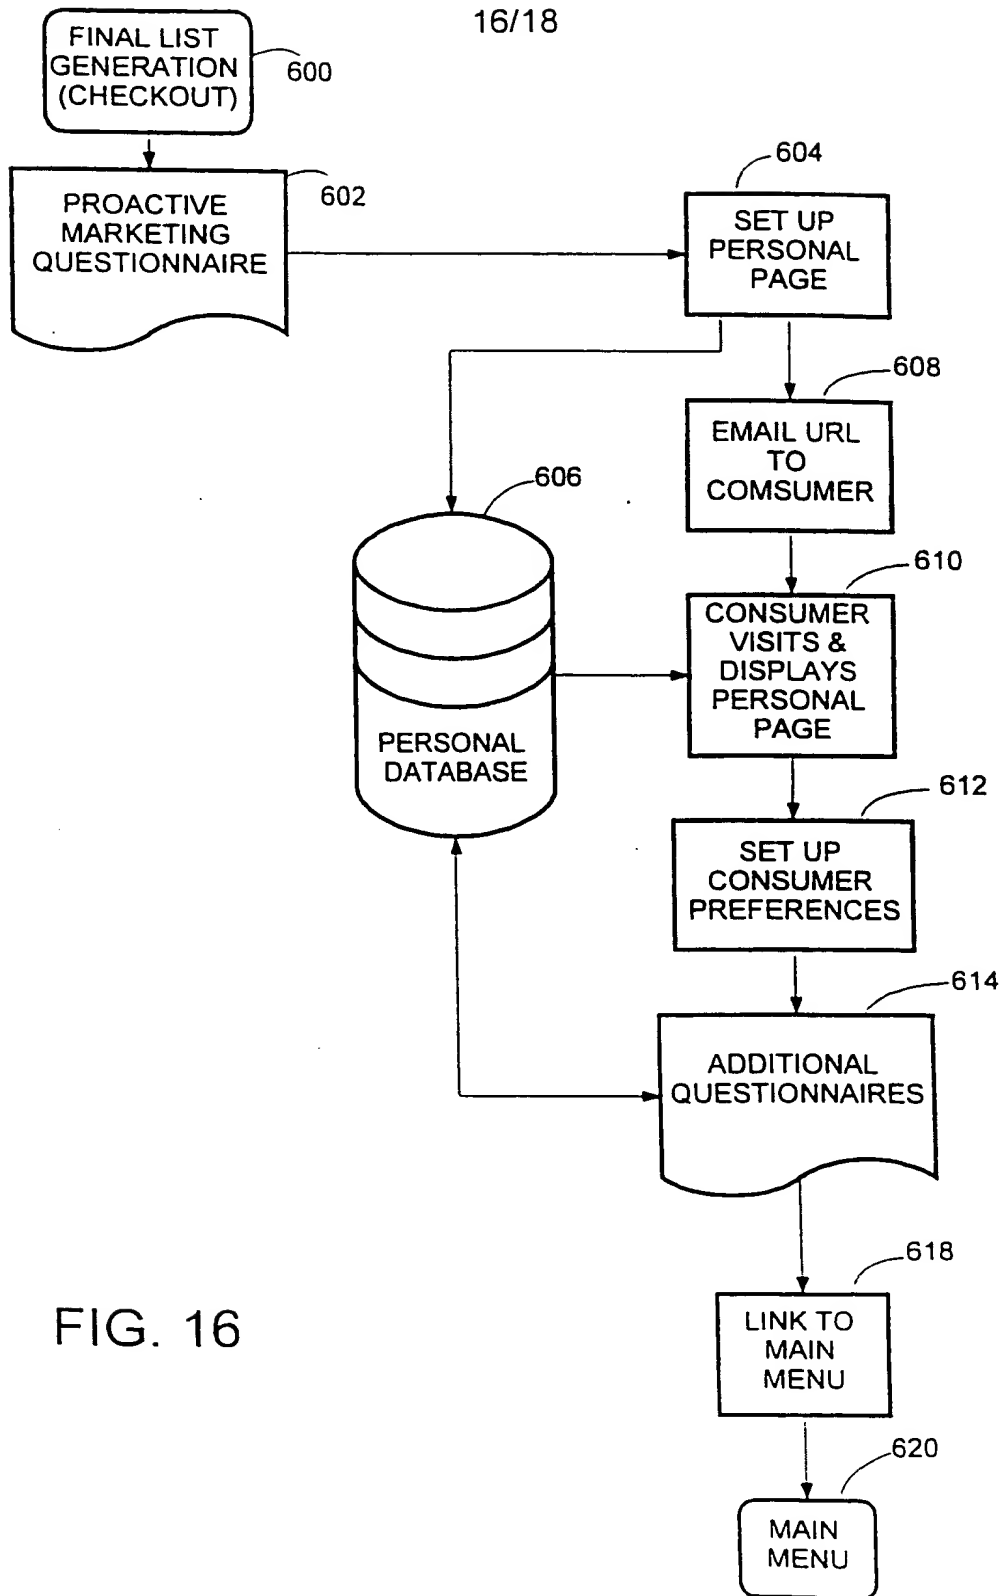 16/18
FINAL LIST
GENERATION
(CHECKOUT)
600
PROACTIVE
MARKETING
QUESTIONNAIRE
602
604
SET UP
PERSONAL
PAGE
608
EMAIL URL
TO
COMSUMER
606
PERSONAL
DATABASE
610
CONSUMER
VISITS &
DISPLAYS
PERSONAL
PAGE
612
SET UP
CONSUMER
PREFERENCES
614
ADDITIONAL
QUESTIONNAIRES
618
LINK TO
MAIN
MENU
620
MAIN
MENU
FIG. 16